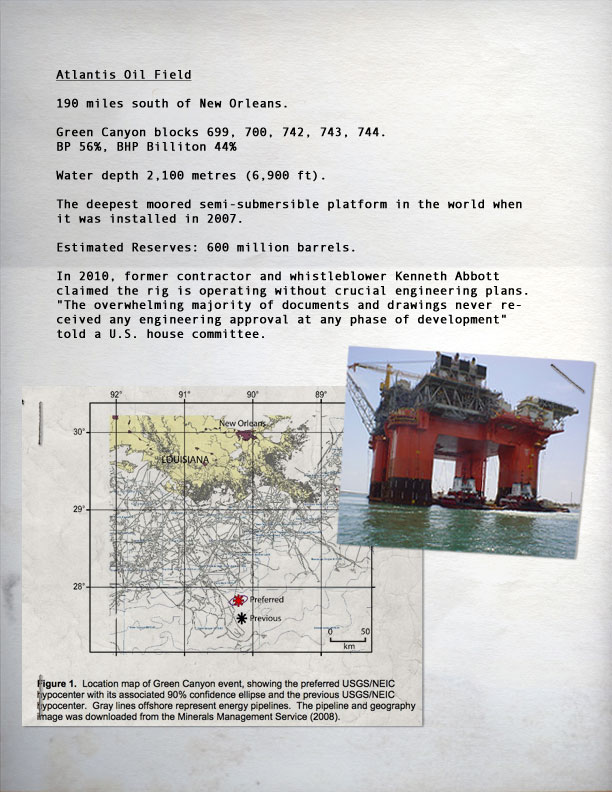 Atlantis Oil Field
190 miles south of New Orleans.
Green Canyon blocks 699, 700, 742, 743, 744.
BP 56%, BHP Billiton 44%
Water depth 2,100 metres (6,900 ft).
The deepest moored semi-submersible platform in the world when
it was installed in 2007.
Estimated Reserves: 600 million barrels.
In 2010, former contractor and whistleblower Kenneth Abbott
claimed the rig is operating without crucial engineering plans.
"The overwhelming majority of documents and drawings never re-
ceived any engineering approval at any phase of development"
told a U.S. house committee.
92° 91° 90° 89°
30°
New Orleans
LOUISIANA
29°
28°
Preferred
Previous
0 50
km
Figure 1. Location map of Green Canyon event, showing the preferred USGS/NEIC
hypocenter with its associated 90% confidence ellipse and the previous USGS/NEIC
hypocenter. Gray lines offshore represent energy pipelines. The pipeline and geography
image was downloaded from the Minerals Management Service (2008).